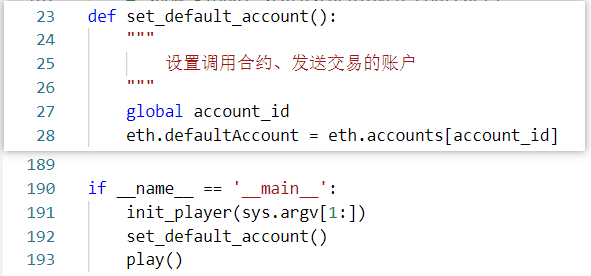 23 def set_default_account():
24 """
25 设置调用合约、发送交易的账户
26 """
27 global account_id
28 eth.defaultAccount = eth.accounts[account_id]
189
190 if __name__ == '__main__':
191 init_player(sys.argv[1:])
192 set_default_account()
193 play()